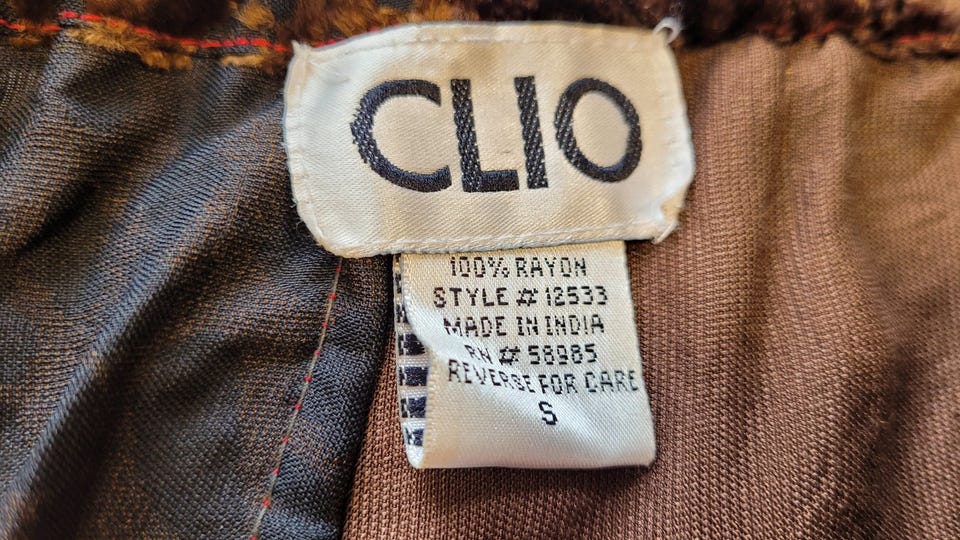 CLIO
100% RAYON
STYLE # 12533
MADE IN INDIA
RN # 58985
REVERSE FOR CARE
S